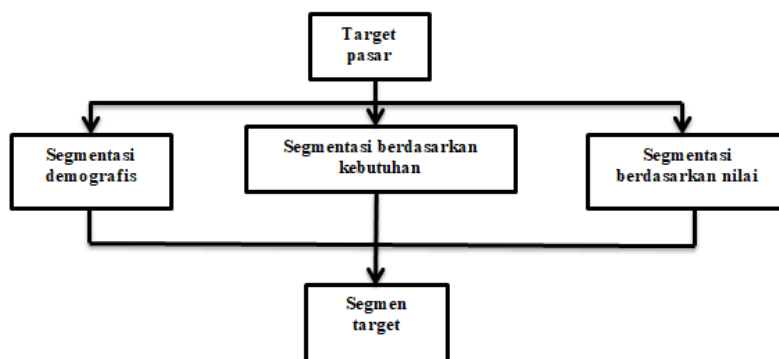 Target
pasar
Segmentasi
demografis
Segmentasi berdasarkan
kebutuhan
Segmentasi
berdasarkan nilai
Segmen
target